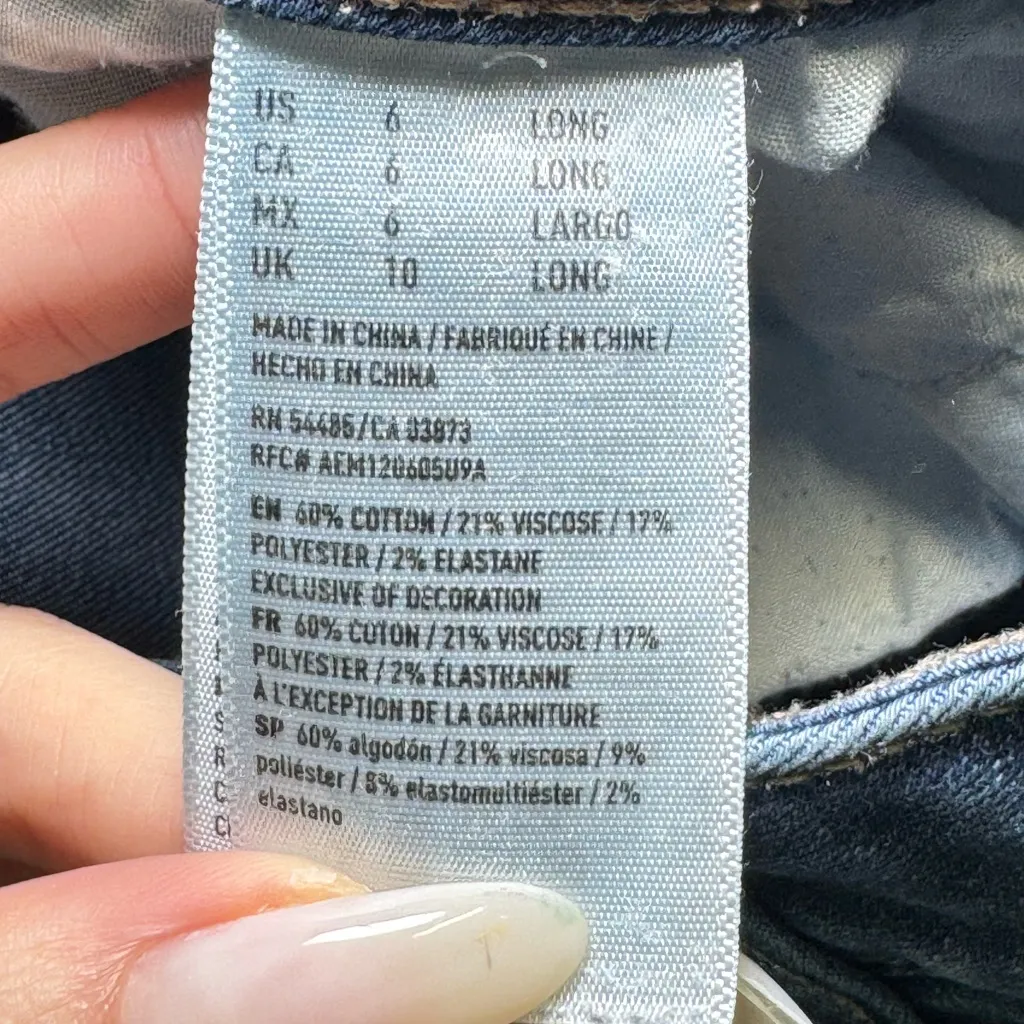 US 6 LONG
CA 6 LONG
MX 6 LARGO
UK 10 LONG
MADE IN CHINA / FABRIQUÉ EN CHINE /
HECHO EN CHINA
RN 54485/CA 03873
RFC# AEM120605U9A
EN 60% COTTON / 21% VISCOSE / 17%
POLYESTER / 2% ELASTANE
EXCLUSIVE OF DECORATION
FR 60% COTON / 21% VISCOSE / 17%
POLYESTER / 2% ÉLASTHANNE
À L'EXCEPTION DE LA GARNITURE
SP 60% algodón / 21% viscosa / 9%
poliéster / 8% elastomultiéster / 2%
elastano